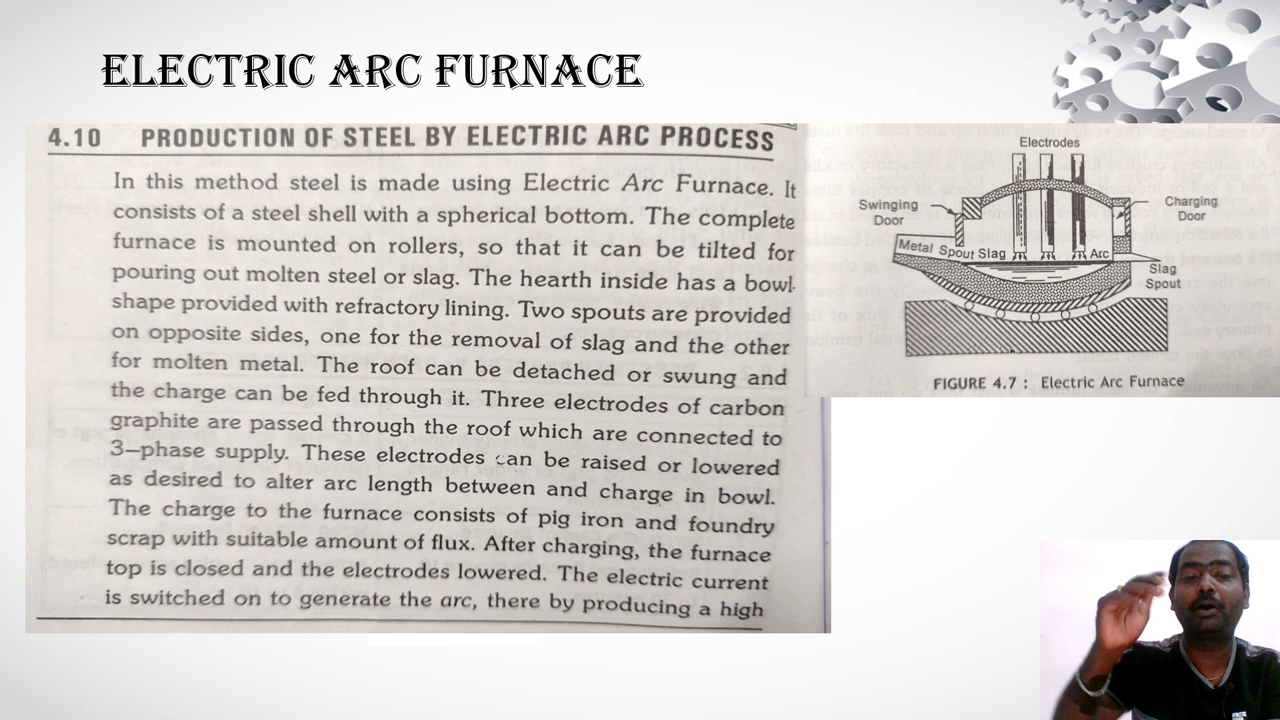 ELECTRIC ARC FURNACE
4.10 PRODUCTION OF STEEL BY ELECTRIC ARC PROCESS
In this method steel is made using Electric Arc Furnace. It
consists of a steel shell with a spherical bottom. The complete
furnace is mounted on rollers, so that it can be tilted for
pouring out molten steel or slag. The hearth inside has a bowl-
shape provided with refractory lining. Two spouts are provided
on opposite sides, one for the removal of slag and the other
for molten metal. The roof can be detached or swung and
the charge can be fed through it. Three electrodes of carbon
graphite are passed through the roof which are connected to
3–phase supply. These electrodes can be raised or lowered
as desired to alter arc length between and charge in bowl.
The charge to the furnace consists of pig iron and foundry
scrap with suitable amount of flux. After charging, the furnace
top is closed and the electrodes lowered. The electric current
is switched on to generate the arc, there by producing a high
Electrodes
Swinging
Door
Charging
Door
Metal Spout Slag
Arc
Slag
Spout
FIGURE 4.7 : Electric Arc Furnace